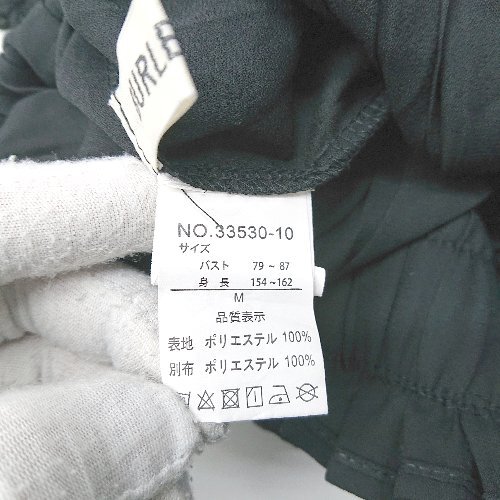 NO.33530-10
サイズ
バスト 79 ~ 87
身長 154~162
M
品質表示
表地 ポリエステル 100%
別布 ポリエステル 100%